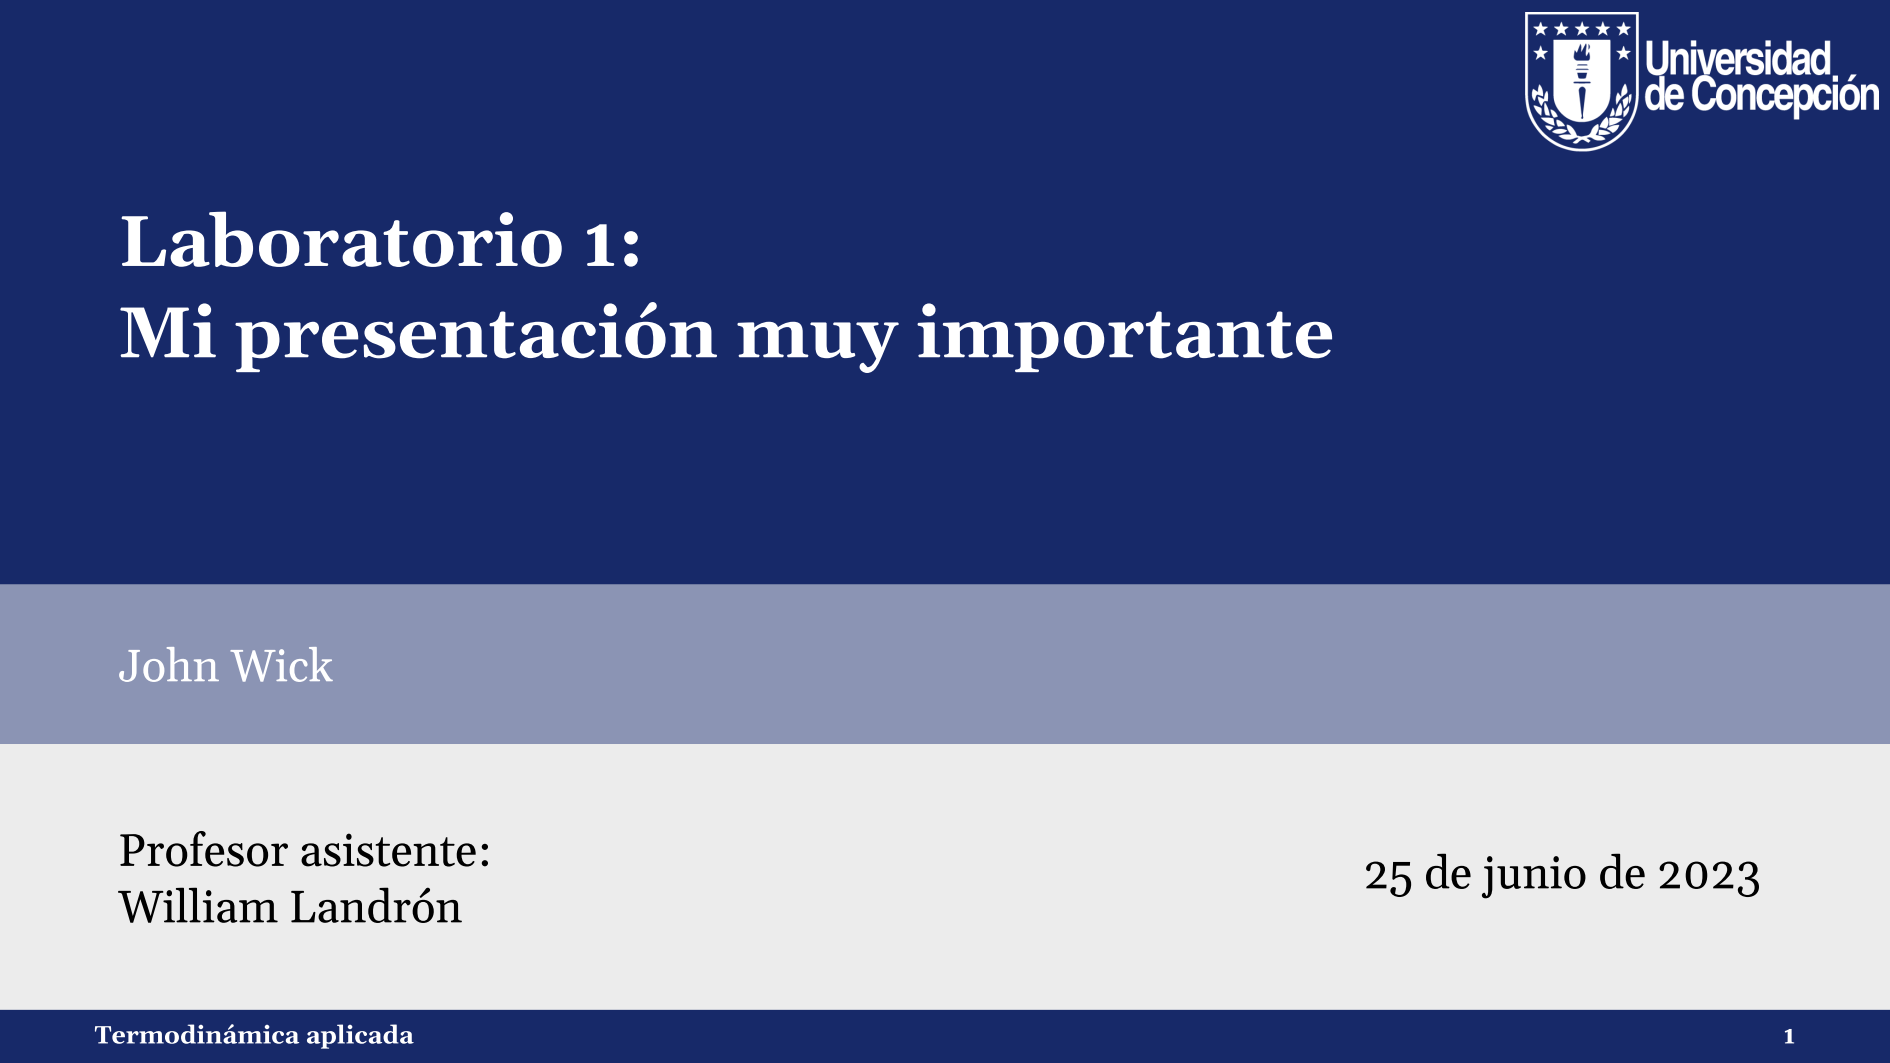 Universidad
de Concepción
Laboratorio 1:
Mi presentación muy importante
John Wick
Profesor asistente:
William Landrón
25 de junio de 2023
Termodinámica aplicada
1